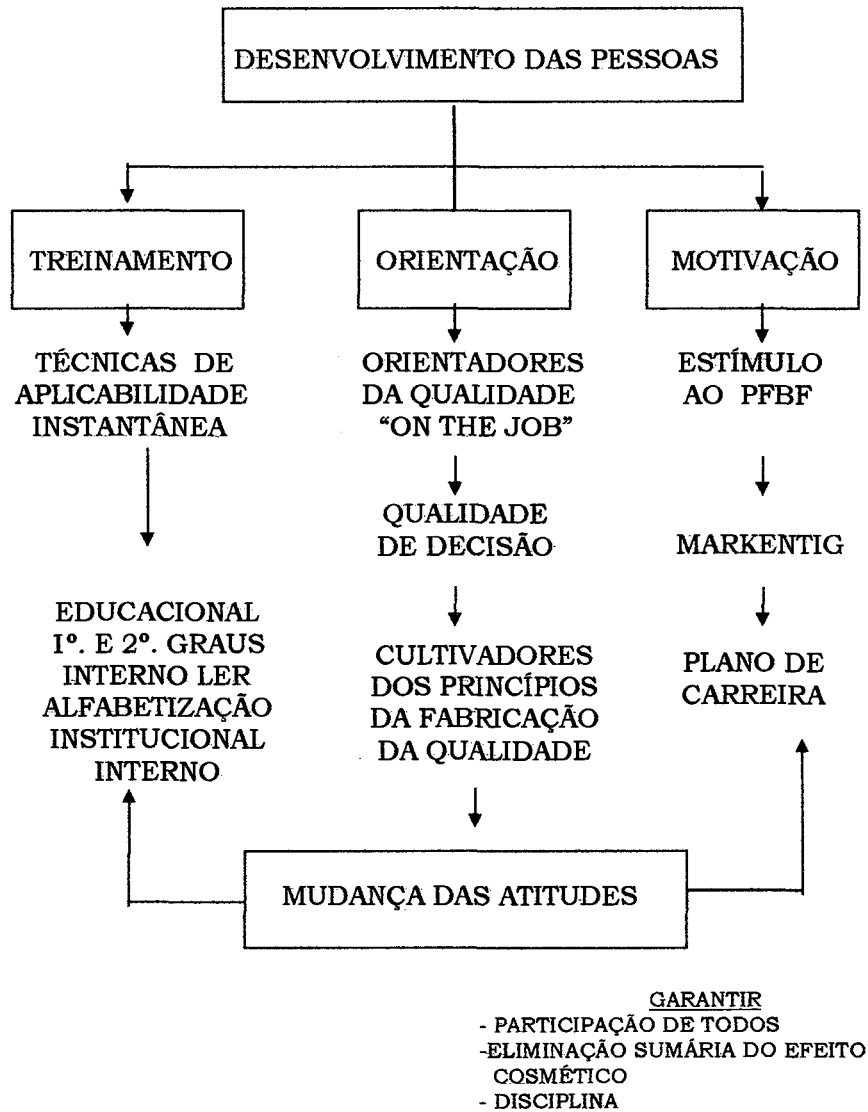 DESENVOLVIMENTO DAS PESSOAS
TREINAMENTO
ORIENTAÇÃO
MOTIVAÇÃO
TÉCNICAS DE
APLICABILIDADE
INSTANTÂNEA
ORIENTADORES
DA QUALIDADE
“ON THE JOB”
ESTÍMULO
AO PFBF
QUALIDADE
DE DECISÃO
MARKENTIG
EDUCACIONAL
1º. E 2º. GRAUS
INTERNO LER
ALFABETIZAÇÃO
INSTITUCIONAL
INTERNO
CULTIVADORES
DOS PRINCÍPIOS
DA FABRICAÇÃO
DA QUALIDADE
PLANO DE
CARREIRA
MUDANÇA DAS ATITUDES
GARANTIR
- PARTICIPAÇÃO DE TODOS
-ELIMINAÇÃO SUMÁRIA DO EFEITO
COSMÉTICO
- DISCIPLINA